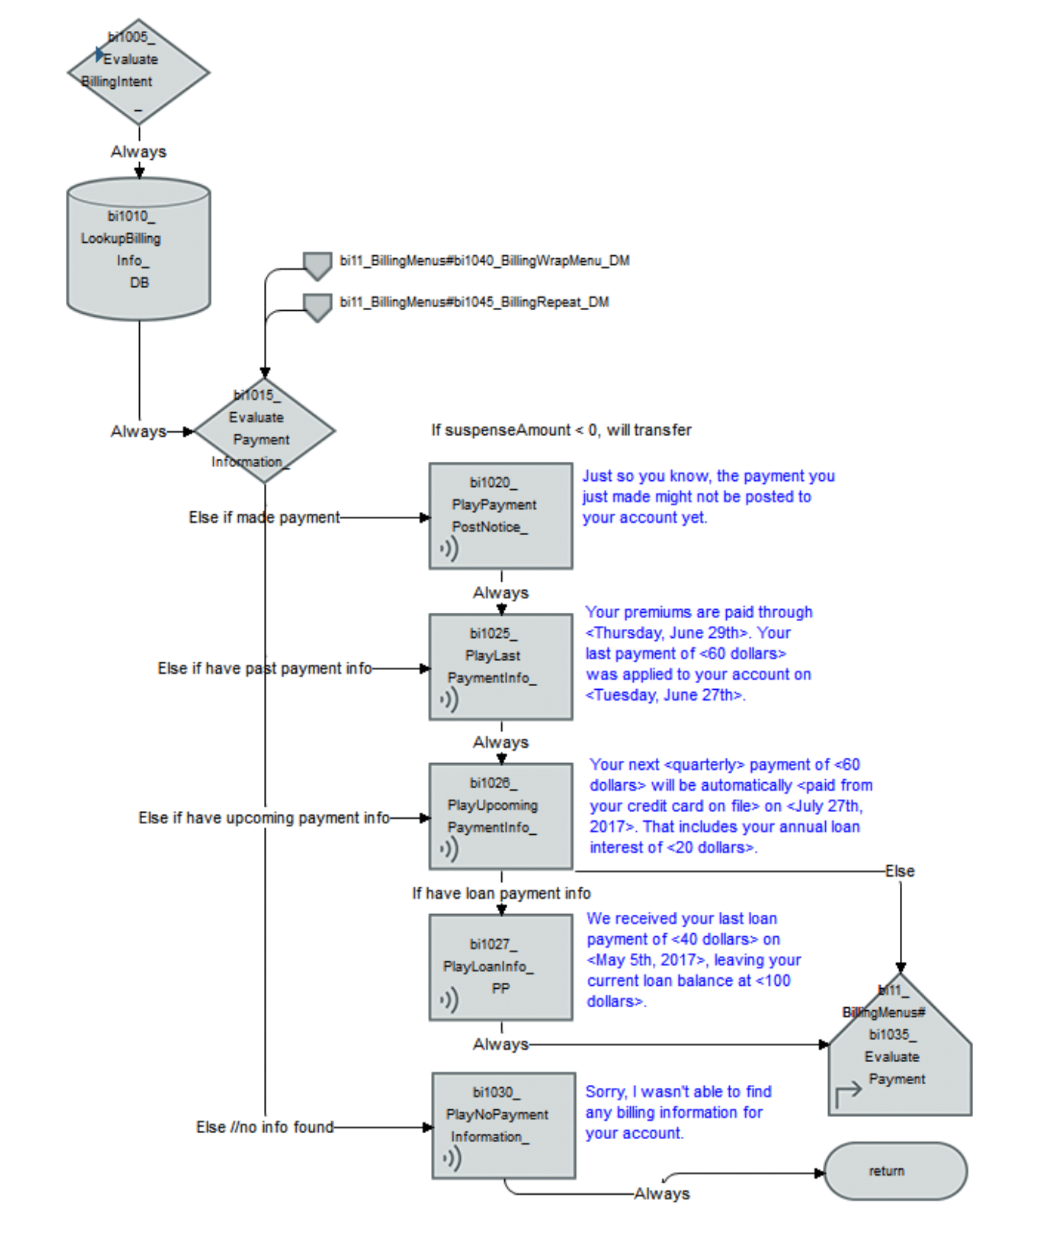 bi1005_
Evaluate
BillingIntent
_
Always
bi1010_
LookupBilling
Info_
DB
bi11_BillingMenus#bi1040_BillingWrapMenu_DM
bi11_BillingMenus#bi1045_BillingRepeat_DM
Always
bi1015_
Evaluate
Payment
Information_
If suspenseAmount < 0, will transfer
Else if made payment
bi1020_
PlayPayment
PostNotice_
Just so you know, the payment you
just made might not be posted to
your account yet.
Always
Else if have past payment info
bi1025_
PlayLast
PaymentInfo_
Your premiums are paid through
<Thursday, June 29th>. Your
last payment of <60 dollars>
was applied to your account on
<Tuesday, June 27th>.
Always
Else if have upcoming payment info
bi1026_
PlayUpcoming
PaymentInfo_
Your next <quarterly> payment of <60
dollars> will be automatically <paid from
your credit card on file> on <July 27th,
2017>. That includes your annual loan
interest of <20 dollars>.
Else
If have loan payment info
bi1027_
PlayLoanInfo_
PP
We received your last loan
payment of <40 dollars> on
<May 5th, 2017>, leaving your
current loan balance at <100
dollars>.
Always
bi11_
BillingMenus#
bi1035_
Evaluate
Payment
Else //no info found
bi1030_
PlayNoPayment
Information_
Sorry, I wasn't able to find
any billing information for
your account.
Always
return